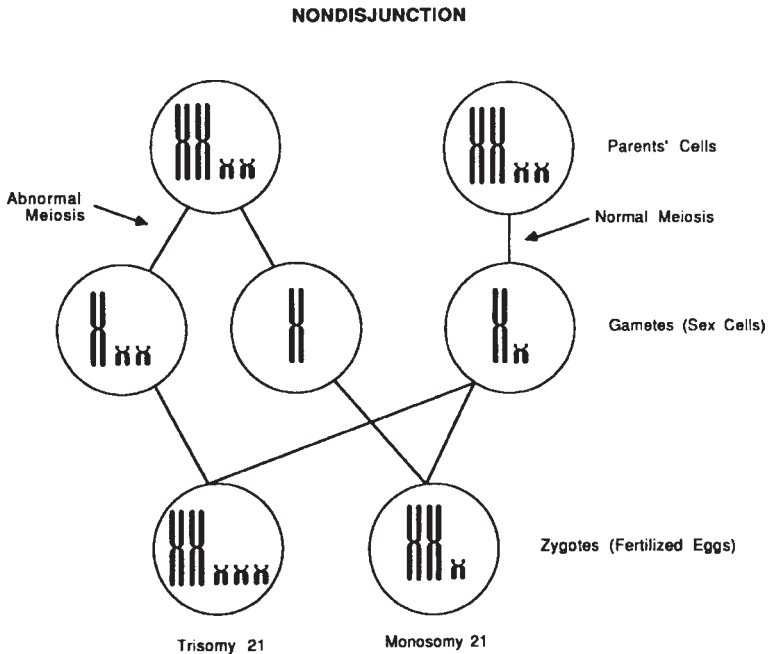 NONDISJUNCTION
Parents' Cells
Abnormal
Meiosis
Normal Meiosis
Gametes (Sex Cells)
Zygotes (Fertilized Eggs)
Trisomy 21
Monosomy 21